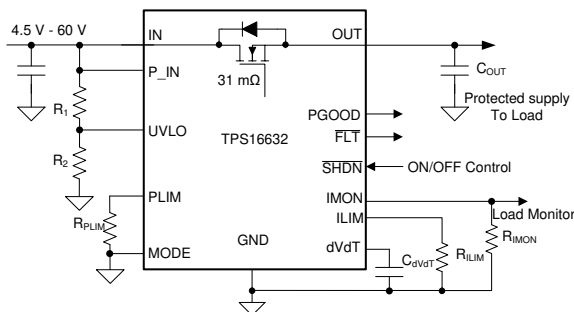 4.5 V - 60 V
IN
OUT
P_IN
31 mΩ
COUT
R1
Protected supply
To Load
PGOOD
FLT
UVLO
TPS16632
R2
SHDN
ON/OFF Control
PLIM
IMON
Load Monitor
ILIM
RPLIM
RIMON
MODE
GND
dVdT
CdVdT
RILIM